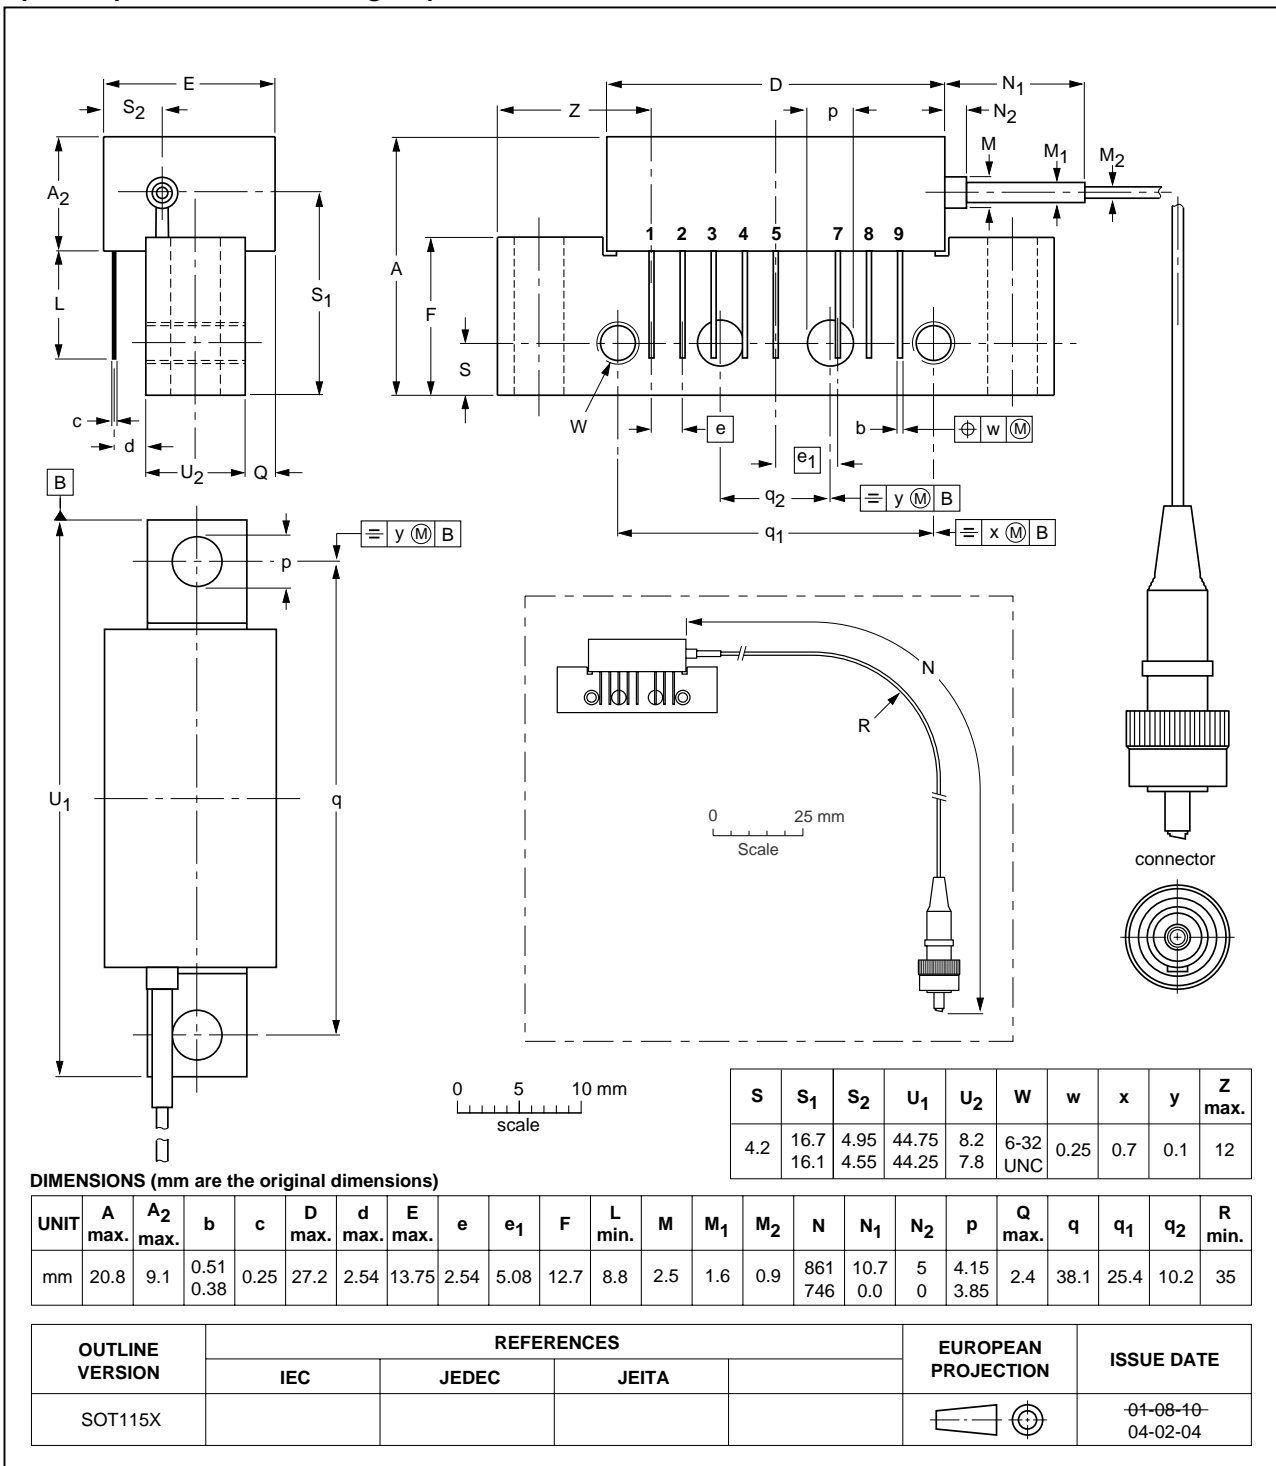 E
S2
A2
L
S1
c
d
U2
Q
D
N1
Z
p
N2
M
M1
M2
A
F
S
1 2 3 4 5 7 8 9
W
e
b
w M
e1
q2
y M B
q1
x M B
B
p
y M B
U1
q
N
R
0 25 mm
Scale
connector
0 5 10 mm
scale
S S1 S2 U1 U2 W w x y Z max.
4.2 16.7 16.1 4.95 4.55 44.75 44.25 8.2 7.8 6-32 UNC 0.25 0.7 0.1 12
DIMENSIONS (mm are the original dimensions)
UNIT A max. A2 max. b c D max. d max. E max. e e1 F L min. M M1 M2 N N1 N2 p Q max. q q1 q2 R min.
mm 20.8 9.1 0.51 0.38 0.25 27.2 2.54 13.75 2.54 5.08 12.7 8.8 2.5 1.6 0.9 861 746 10.7 0.0 5 0 4.15 3.85 2.4 38.1 25.4 10.2 35
OUTLINE VERSION REFERENCES EUROPEAN PROJECTION ISSUE DATE
IEC JEDEC JEITA
SOT115X 01-08-10
04-02-04